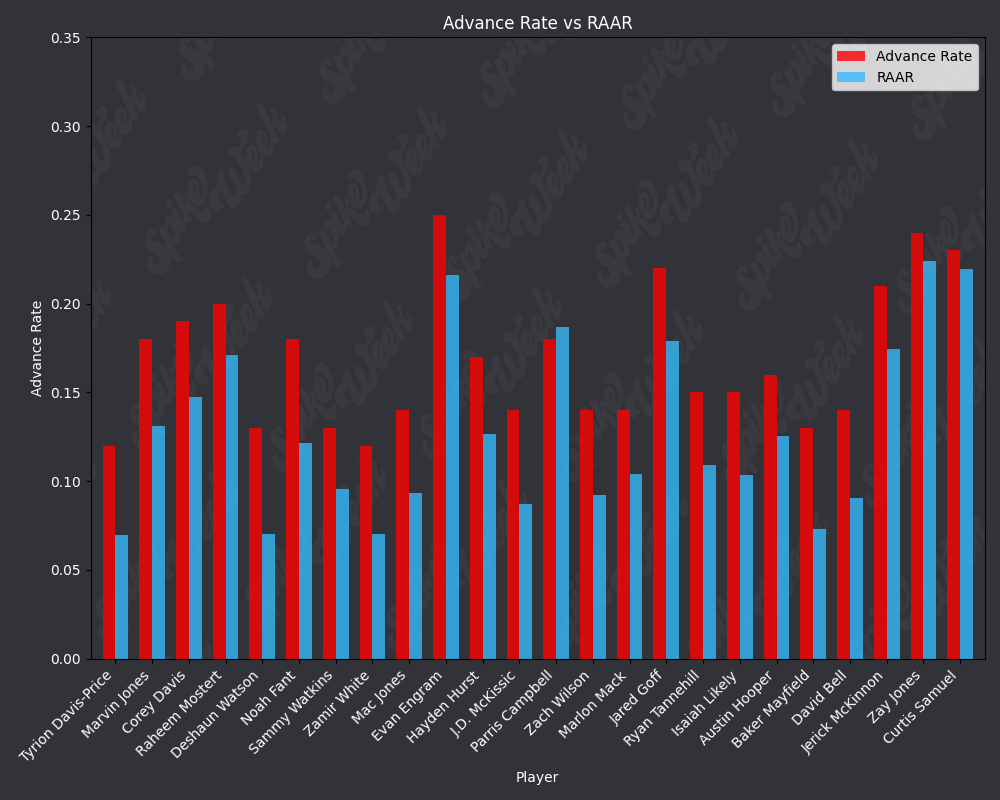 Advance Rate vs RAAR
Advance Rate
RAAR
Advance Rate
0.35
0.30
0.25
0.20
0.15
0.10
0.05
0.00
Tyrion Davis-Price
Marvin Jones
Corey Davis
Raheem Mostert
Deshaun Watson
Noah Fant
Sammy Watkins
Zamir White
Mac Jones
Evan Engram
Hayden Hurst
J.D. McKissic
Parris Campbell
Zach Wilson
Marlon Mack
Jared Goff
Ryan Tannehill
Isaiah Likely
Austin Hooper
Baker Mayfield
David Bell
Jerick McKinnon
Zay Jones
Curtis Samuel
Player
Spike Week